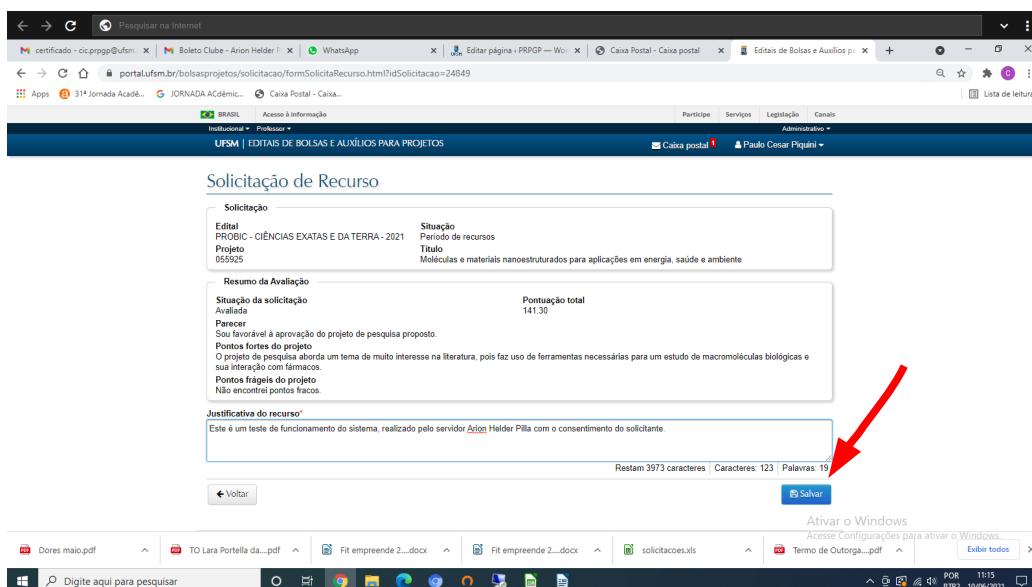 Pesquisar na Internet
certificado - cic.prpgp@ufsm
Boleto Clube - Arion Helder P
WhatsApp
Editar página ‹ PRPGP — Wor
Caixa Postal - Caixa postal
Editais de Bolsas e Auxílios pa
portal.ufsm.br/bolsasprojetos/solicitacao/formSolicitaRecurso.html?idSolicitacao=24849
C
Apps
31ª Jornada Acadê...
JORNADA ACdêmic...
Caixa Postal - Caixa...
Lista de leitura
BRASIL Acesso à Informação
Participe Serviços Legislação Canais
Institucional Professor
Administrativo
UFSM | EDITAIS DE BOLSAS E AUXÍLIOS PARA PROJETOS
Caixa postal 1
Paulo Cesar Piquini
Solicitação de Recurso
Solicitação
Edital Situação
PROBIC - CIÊNCIAS EXATAS E DA TERRA - 2021 Período de recursos
Projeto Título
055925 Moléculas e materiais nanoestruturados para aplicações em energia, saúde e ambiente
Resumo da Avaliação
Situação da solicitação Pontuação total
Avaliada 141.30
Parecer
Sou favorável à aprovação do projeto de pesquisa proposto.
Pontos fortes do projeto
O projeto de pesquisa aborda um tema de muito interesse na literatura, pois faz uso de ferramentas necessárias para um estudo de macromoléculas biológicas e
sua interação com fármacos.
Pontos frágeis do projeto
Não encontrei pontos fracos.
Justificativa do recurso*
Este é um teste de funcionamento do sistema, realizado pelo servidor Arion Helder Pilla com o consentimento do solicitante.
Restam 3973 caracteres Caracteres: 123 Palavras: 19
Voltar
Salvar
Ativar o Windows
Acesse Configurações para ativar o Windows.
Dores maio.pdf
TO Lara Portella da....pdf
Fit empreende 2....docx
Fit empreende 2....docx
solicitacoes.xls
Termo de Outorga....pdf
Exibir todos
Digite aqui para pesquisar
POR 11:15
PTB2 10/06/2021